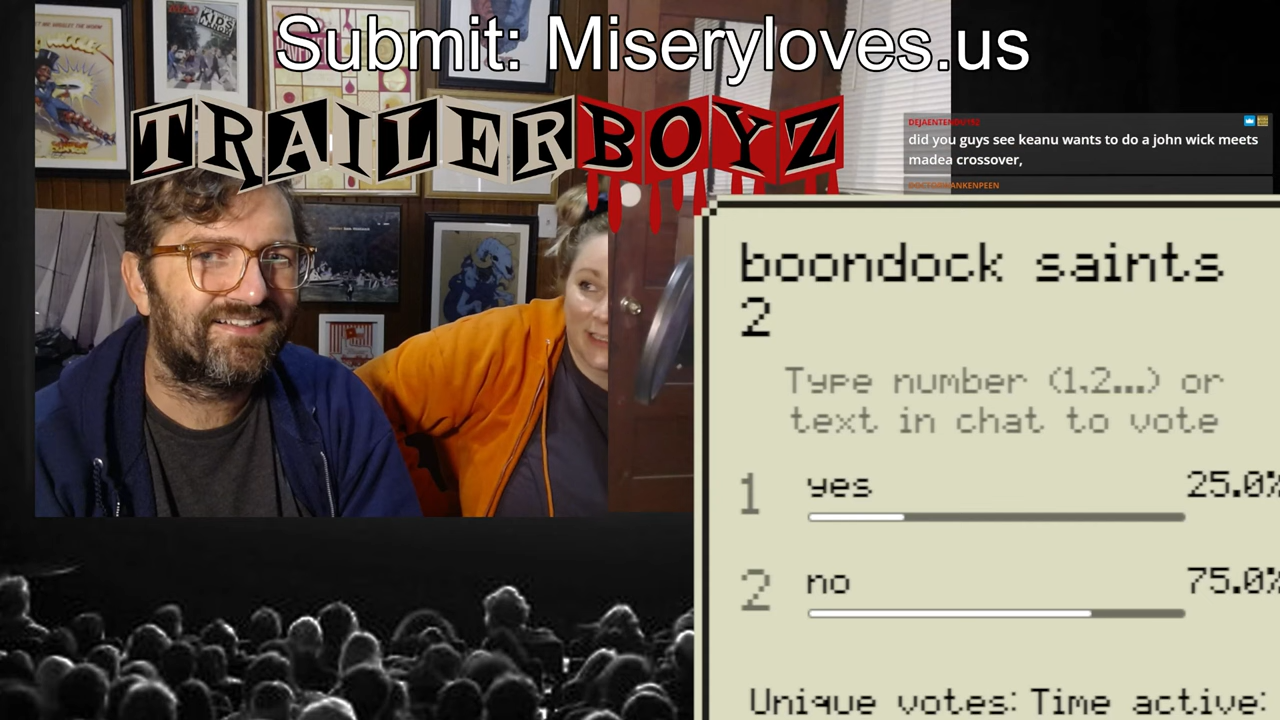 Submit: Miseryloves.us
TRAILERBOYZ
did you guys see keanu wants to do a john wick meets
madea crossover,
boondock saints
2
Type number (1,2...) or
text in chat to vote
1 yes 25.0%
2 no 75.0%
Unique votes: Time active: